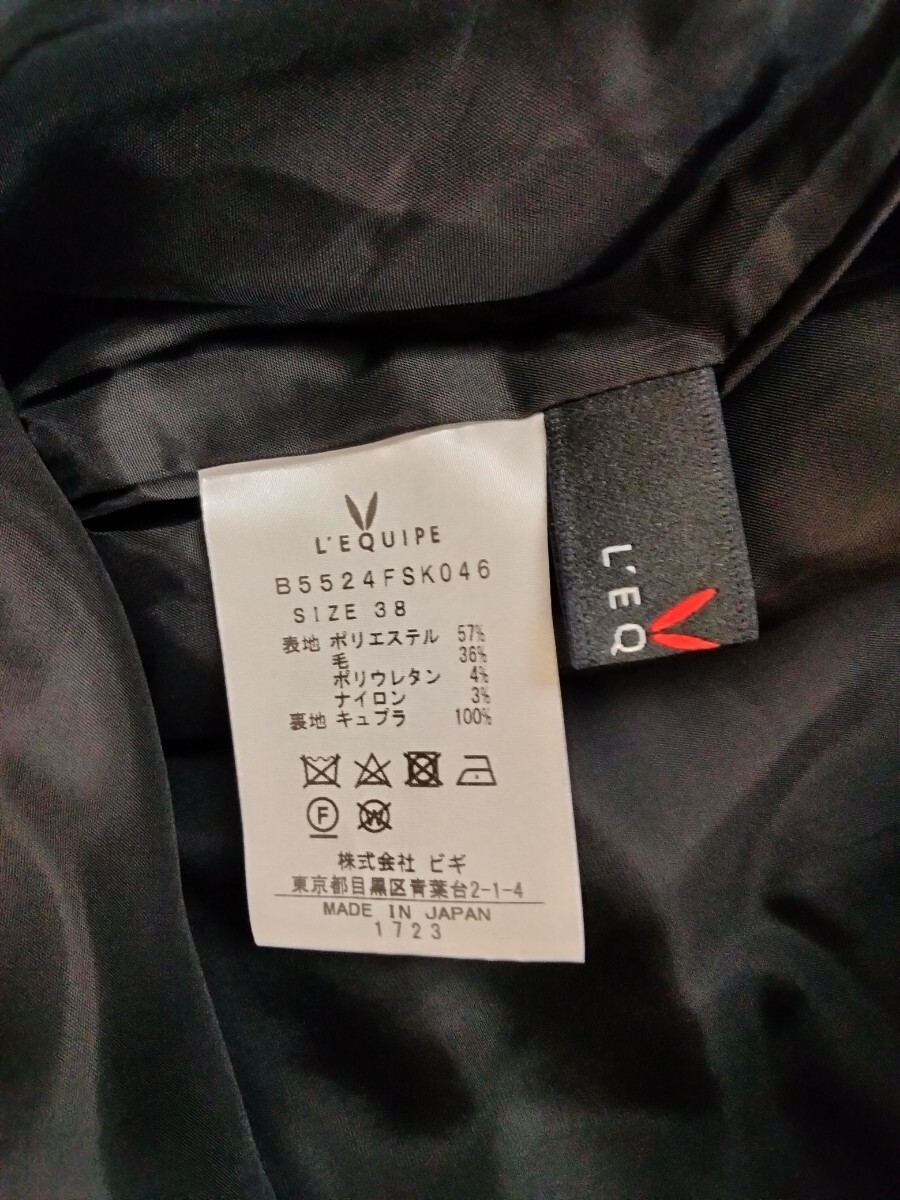 L'EQUIPE
B5524FSK046
SIZE 38
表地 ポリエステル 57%
毛 36%
ポリウレタン 4%
ナイロン 3%
裏地 キュプラ 100%
F W
株式会社 ビギ
東京都目黒区青葉台2-1-4
MADE IN JAPAN
1723
L'EQ